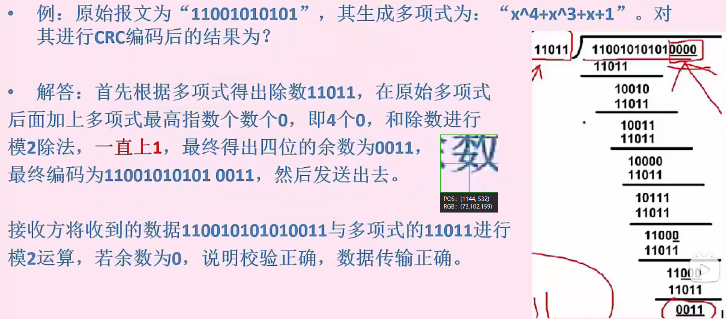 • 例：原始报文为“11001010101”，其生成多项式为：“x^4+x^3+x+1”。对
其进行CRC编码后的结果为？
• 解答：首先根据多项式得出除数11011，在原始多项式
后面加上多项式最高指数个数个0，即4个0，和除数进行
模2除法，一直上1，最终得出四位的余数为0011，
最终编码为11001010101 0011，然后发送出去。
接收方将收到的数据110010101010011与多项式的11011进行
模2运算，若余数为0，说明校验正确，数据传输正确。
数
POS: (1144, 532)
RGB: (73,102,159)
11011 110010101010000
11011
10010
11011
10011
11011
10000
11011
10111
11011
11000
11011
11000
11011
0011